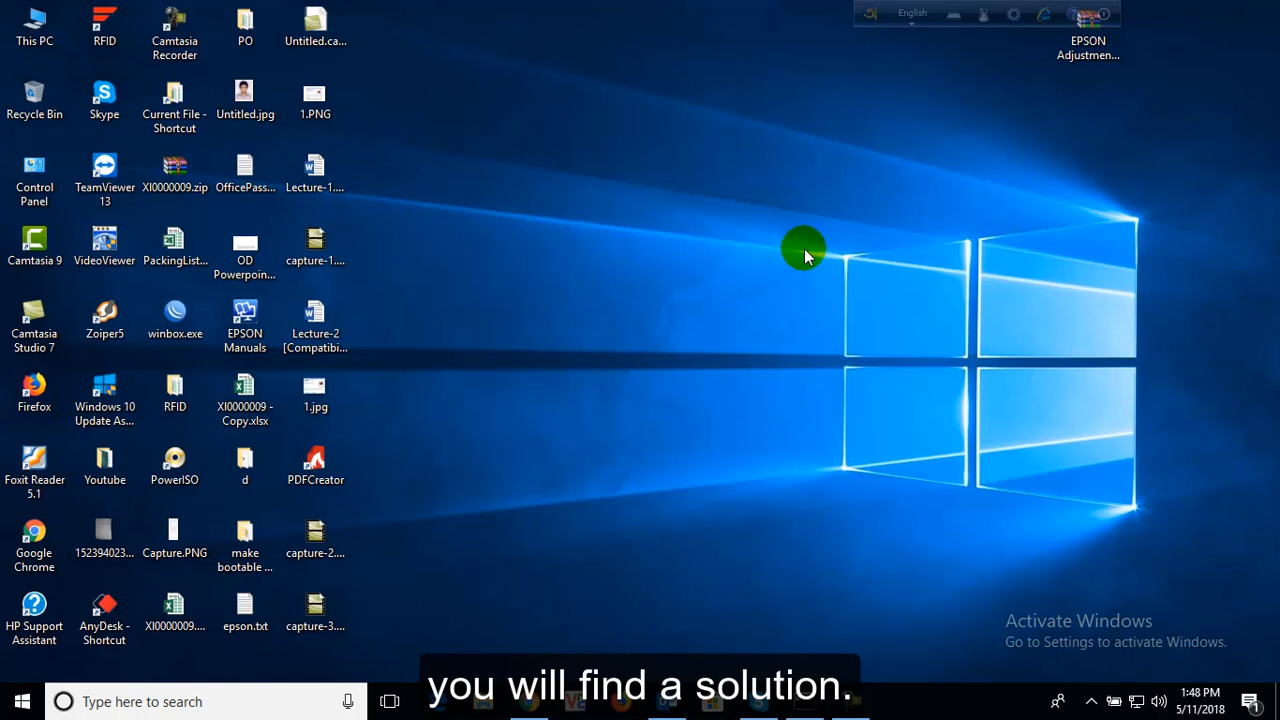 English
This PC
RFID
Camtasia
Recorder
PO
Untitled.ca...
EPSON
Adjustmen...
Recycle Bin
Skype
Current File -
Shortcut
Untitled.jpg
1.PNG
Control
Panel
TeamViewer
13
XI0000009.zip
OfficePass...
Lecture-1....
Camtasia 9
VideoViewer
PackingList...
OD
Powerpoin...
capture-1....
Camtasia
Studio 7
Zoiper5
winbox.exe
EPSON
Manuals
Lecture-2
[Compatibi...
Firefox
Windows 10
Update As...
RFID
XI0000009 -
Copy.xlsx
1.jpg
Foxit Reader
5.1
Youtube
PowerISO
d
PDFCreator
Google
Chrome
152394023...
Capture.PNG
make
bootable ...
capture-2....
HP Support
Assistant
AnyDesk -
Shortcut
XI0000009....
epson.txt
capture-3....
Activate Windows
Go to Settings to activate Windows.
you will find a solution.
Type here to search
1:48 PM
5/11/2018